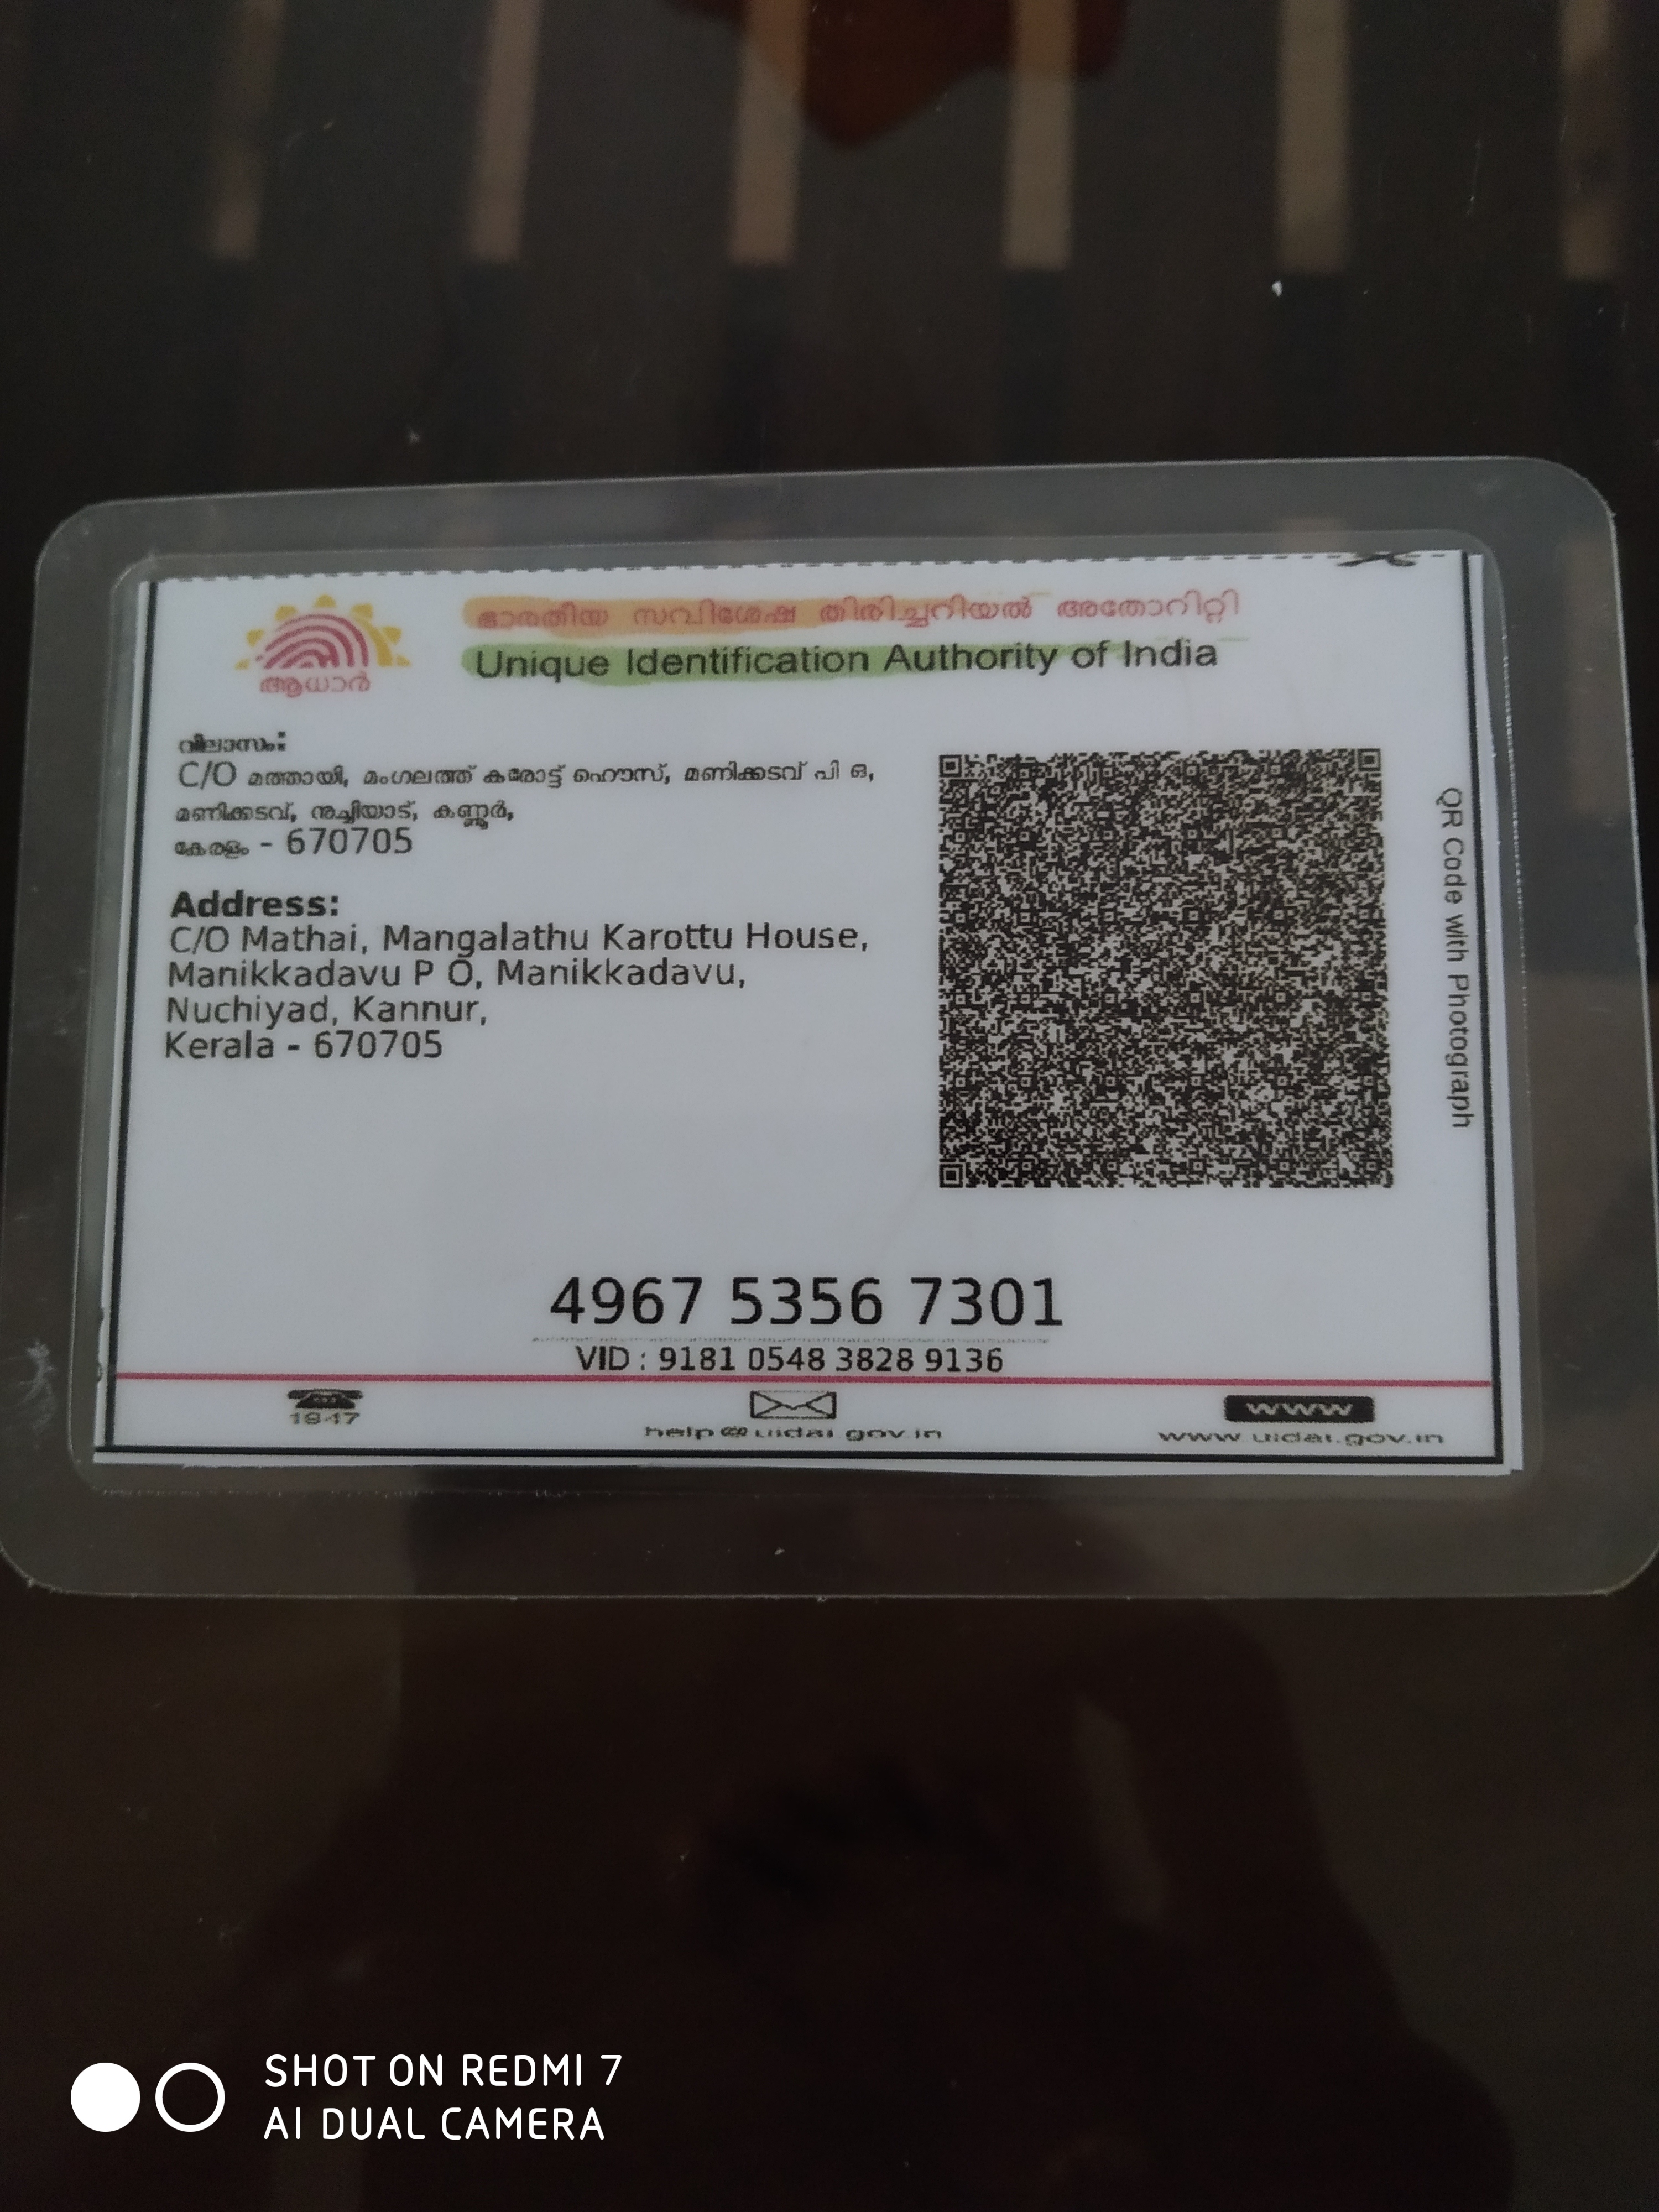 ഭാരതീയ സവിശേഷ തിരിച്ചറിയൽ അതോറിറ്റി
Unique Identification Authority of India
ആധാർ
വിലാസം:
C/O മത്തായി, മംഗലത്ത് കരോട്ട് ഹൌസ്, മണിക്കടവ് പി ഒ,
മണിക്കടവ്, നുച്ചിയാട്, കണ്ണൂർ,
കേരളം - 670705
Address:
C/O Mathai, Mangalathu Karottu House,
Manikkadavu P O, Manikkadavu,
Nuchiyad, Kannur,
Kerala - 670705
QR Code with Photograph
4967 5356 7301
VID : 9181 0548 3828 9136
1947
help@uidai.gov.in
www
www.uidai.gov.in
SHOT ON REDMI 7
AI DUAL CAMERA